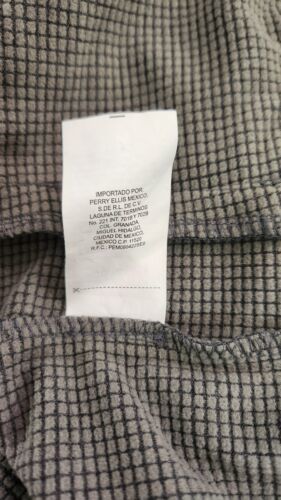 IMPORTADO POR:
PERRY ELLIS MEXICO,
S.DE R.L. DE C.V.
LAGUNA DE TERMINOS
No. 221 INT. 701B Y 702B
COL. GRANADA,
MIGUEL HIDALGO,
CIUDAD DE MEXICO,
MEXICO C.P. 11520
R.F.C.: